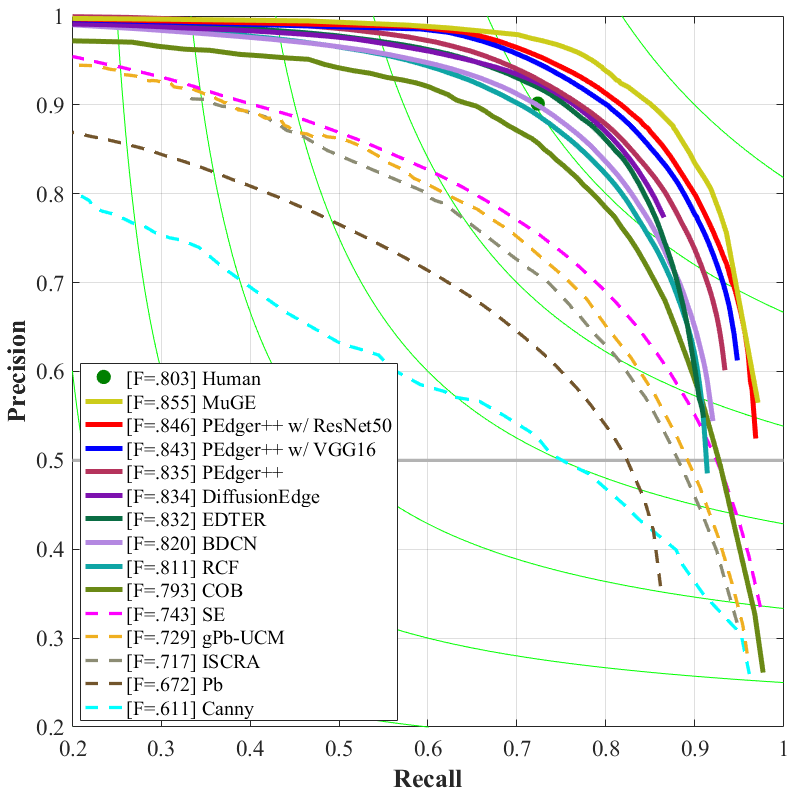 1
0.9
0.8
0.7
0.6
0.5
0.4
0.3
0.2
Precision
[F=.803] Human
[F=.855] MuGE
[F=.846] PEdger++ w/ ResNet50
[F=.843] PEdger++ w/ VGG16
[F=.835] PEdger++
[F=.834] DiffusionEdge
[F=.832] EDTER
[F=.820] BDCN
[F=.811] RCF
[F=.793] COB
[F=.743] SE
[F=.729] gPb-UCM
[F=.717] ISCRA
[F=.672] Pb
[F=.611] Canny
0.2 0.3 0.4 0.5 0.6 0.7 0.8 0.9 1
Recall